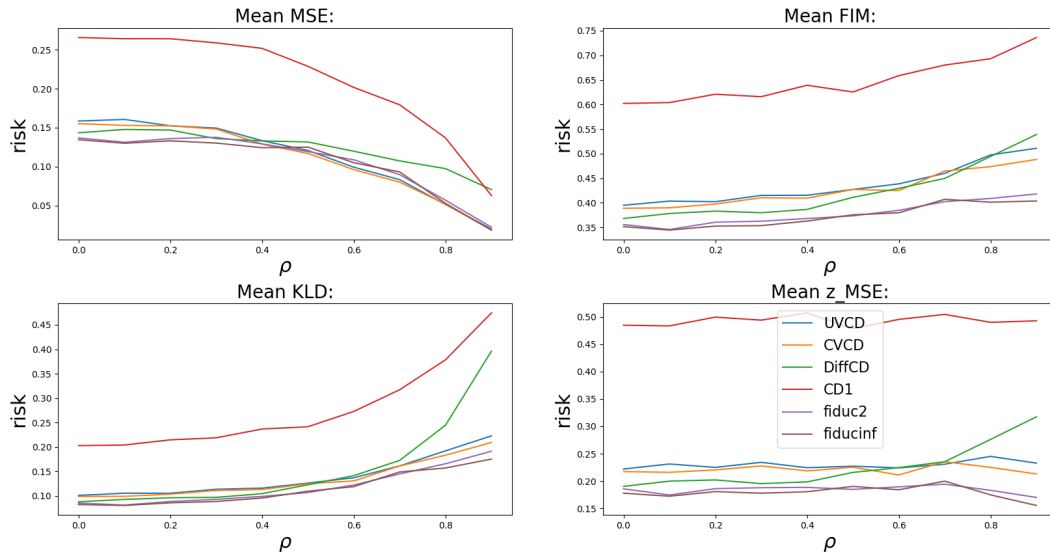 Mean MSE:
risk
0.25
0.20
0.15
0.10
0.05
0.0
0.2
0.4
0.6
0.8
ρ
Mean FIM:
risk
0.75
0.70
0.65
0.60
0.55
0.50
0.45
0.40
0.35
0.0
0.2
0.4
0.6
0.8
ρ
Mean KLD:
risk
0.45
0.40
0.35
0.30
0.25
0.20
0.15
0.10
0.0
0.2
0.4
0.6
0.8
ρ
Mean z_MSE:
risk
0.50
0.45
0.40
0.35
0.30
0.25
0.20
0.15
UVCD
CVCD
DiffCD
CD1
fiduc2
fiducinf
0.0
0.2
0.4
0.6
0.8
ρ